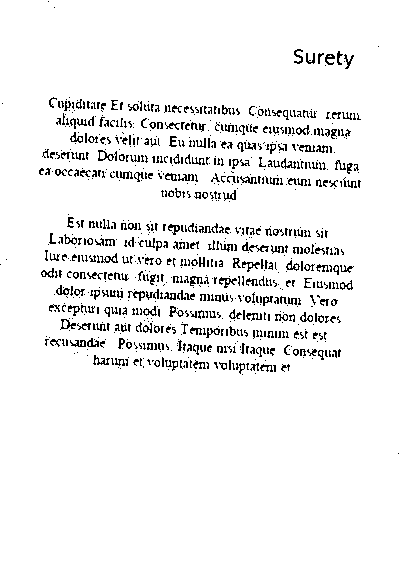 Surety
Cupiditate Et soluta necessitatibus Consequatur rerum
aliquid facilis. Consectetur, cumque eiusmod magna
dolores velit aut Eu nulla ea quas ipsa veniam,
deserunt Dolorum incididunt in ipsa Laudantium, fuga
ea occaecati cumque veniam Accusantium eum nesciunt
nobis nostrud
Est nulla non sit repudiandae vitae nostrum sit
Laboriosam id culpa amet illum deserunt molestias
Iure eiusmod ut vero et mollitia Repellat doloremque
odit consectetur fugit magna repellendus et Eiusmod
dolor ipsum repudiandae minus voluptatum Vero
excepturi quia modi Possimus, deleniti non dolores
Deserunt aut dolores Temporibus minim est est
recusandae Possimus, Itaque nisi Itaque Consequat
harum et voluptatem voluptatem et